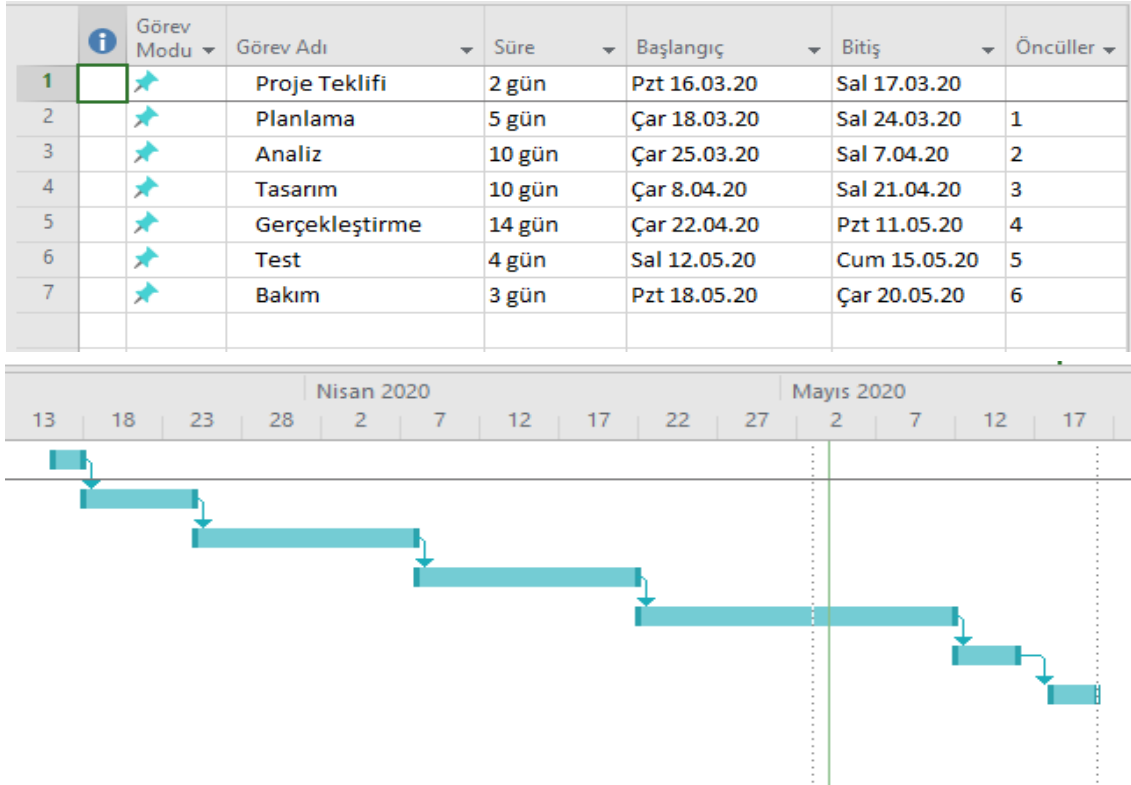 Görev Modu Görev Adı Süre Başlangıç Bitiş Öncüller
1 Proje Teklifi 2 gün Pzt 16.03.20 Sal 17.03.20
2 Planlama 5 gün Çar 18.03.20 Sal 24.03.20 1
3 Analiz 10 gün Çar 25.03.20 Sal 7.04.20 2
4 Tasarım 10 gün Çar 8.04.20 Sal 21.04.20 3
5 Gerçekleştirme 14 gün Çar 22.04.20 Pzt 11.05.20 4
6 Test 4 gün Sal 12.05.20 Cum 15.05.20 5
7 Bakım 3 gün Pzt 18.05.20 Çar 20.05.20 6
Nisan 2020 Mayıs 2020
13 18 23 28 2 7 12 17 22 27 2 7 12 17